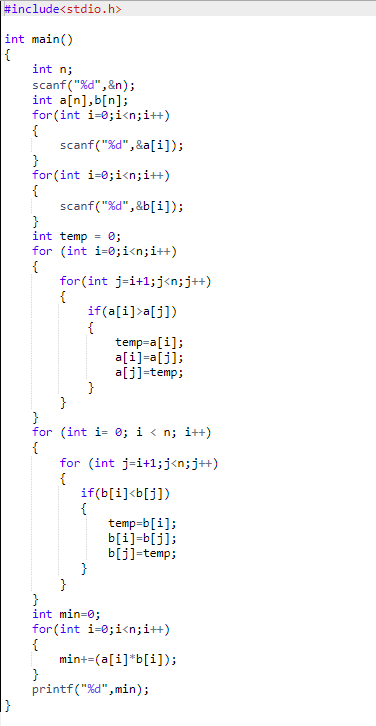 #include<stdio.h>
int main()
{
    int n;
    scanf("%d",&n);
    int a[n],b[n];
    for(int i=0;i<n;i++)
    {
        scanf("%d",&a[i]);
    }
    for(int i=0;i<n;i++)
    {
        scanf("%d",&b[i]);
    }
    int temp = 0;
    for (int i=0;i<n;i++)
    {
        for(int j=i+1;j<n;j++)
        {
            if(a[i]>a[j])
            {
                temp=a[i];
                a[i]=a[j];
                a[j]=temp;
            }
        }
    }
    for (int i= 0; i < n; i++)
    {
        for (int j=i+1;j<n;j++)
        {
           if(b[i]<b[j])
           {
               temp=b[i];
               b[i]=b[j];
               b[j]=temp;
           }
        }
    }
    int min=0;
    for(int i=0;i<n;i++)
    {
        min+=(a[i]*b[i]);
    }
    printf("%d",min);
}